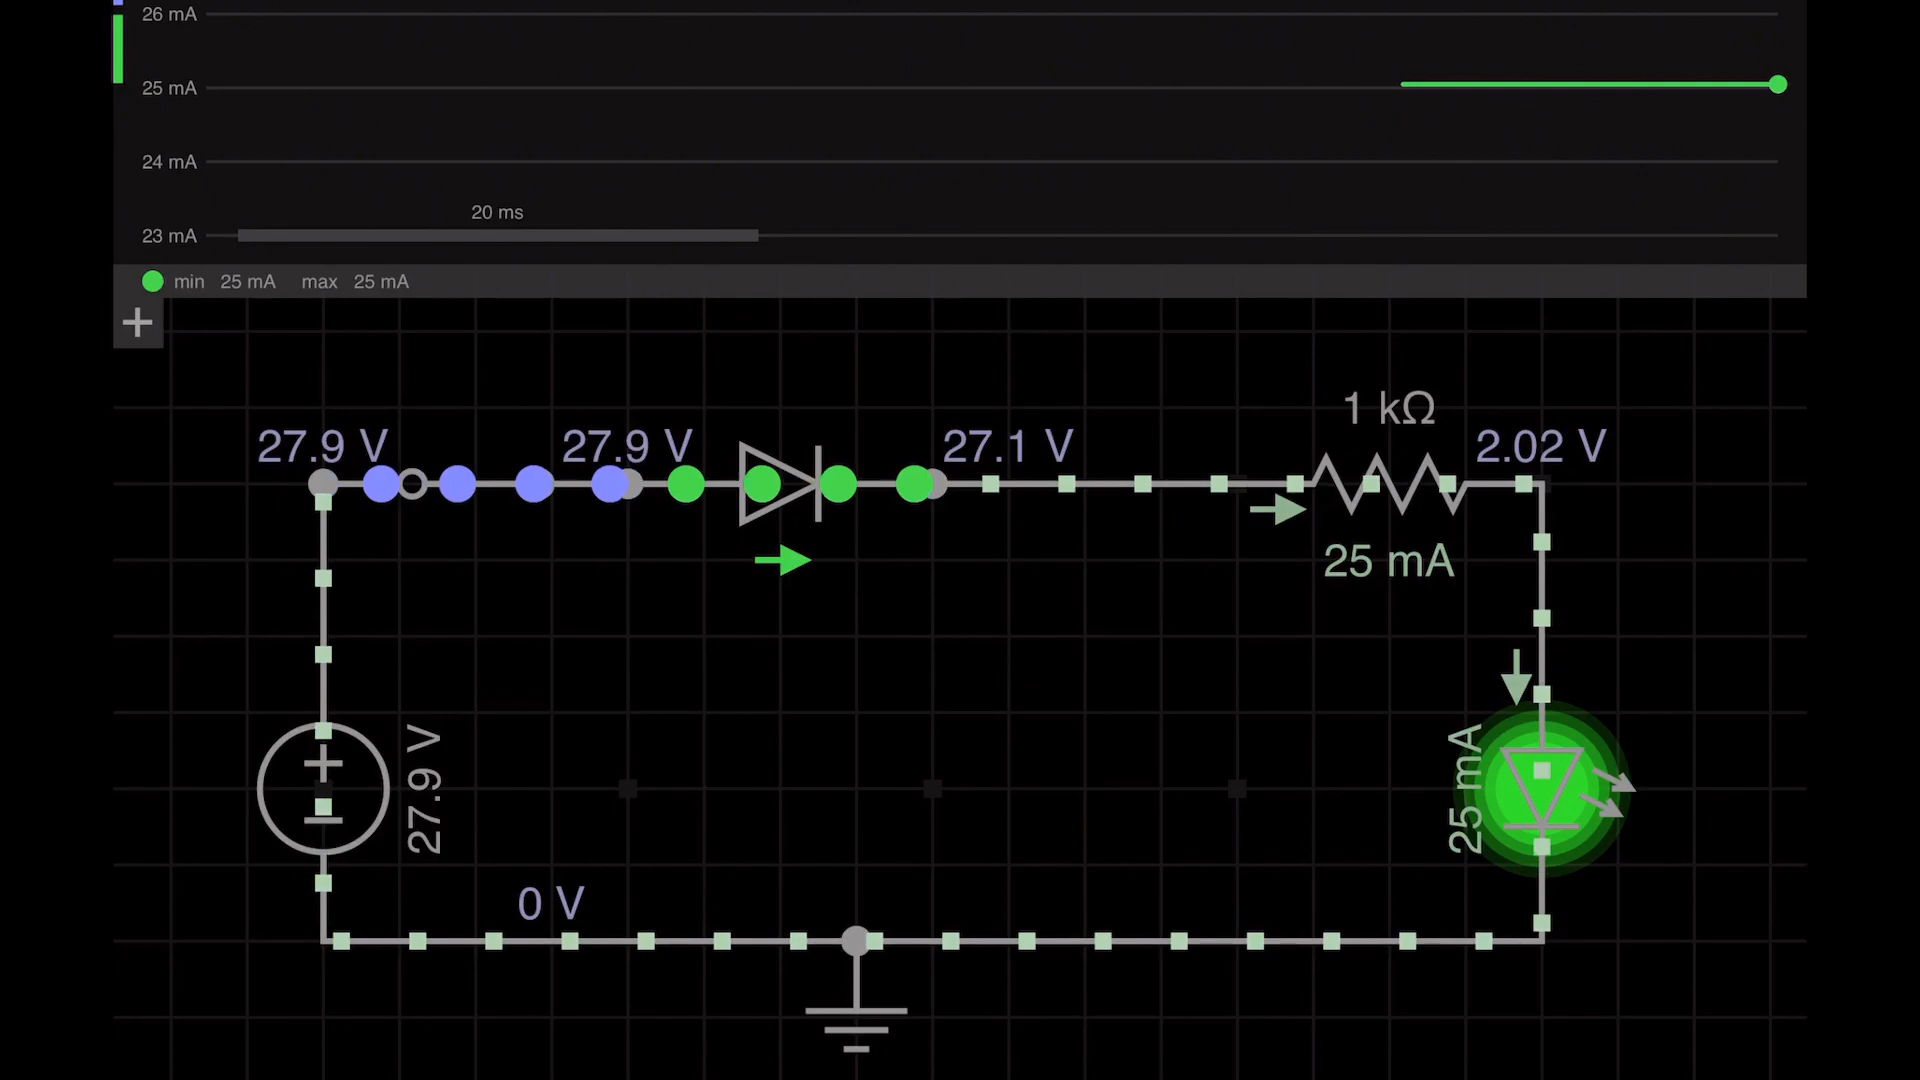 26 mA
25 mA
24 mA
20 ms
23 mA
min 25 mA max 25 mA
+
1 kΩ
27.9 V 27.9 V 27.1 V 2.02 V
25 mA
27.9 V
25 mA
0 V